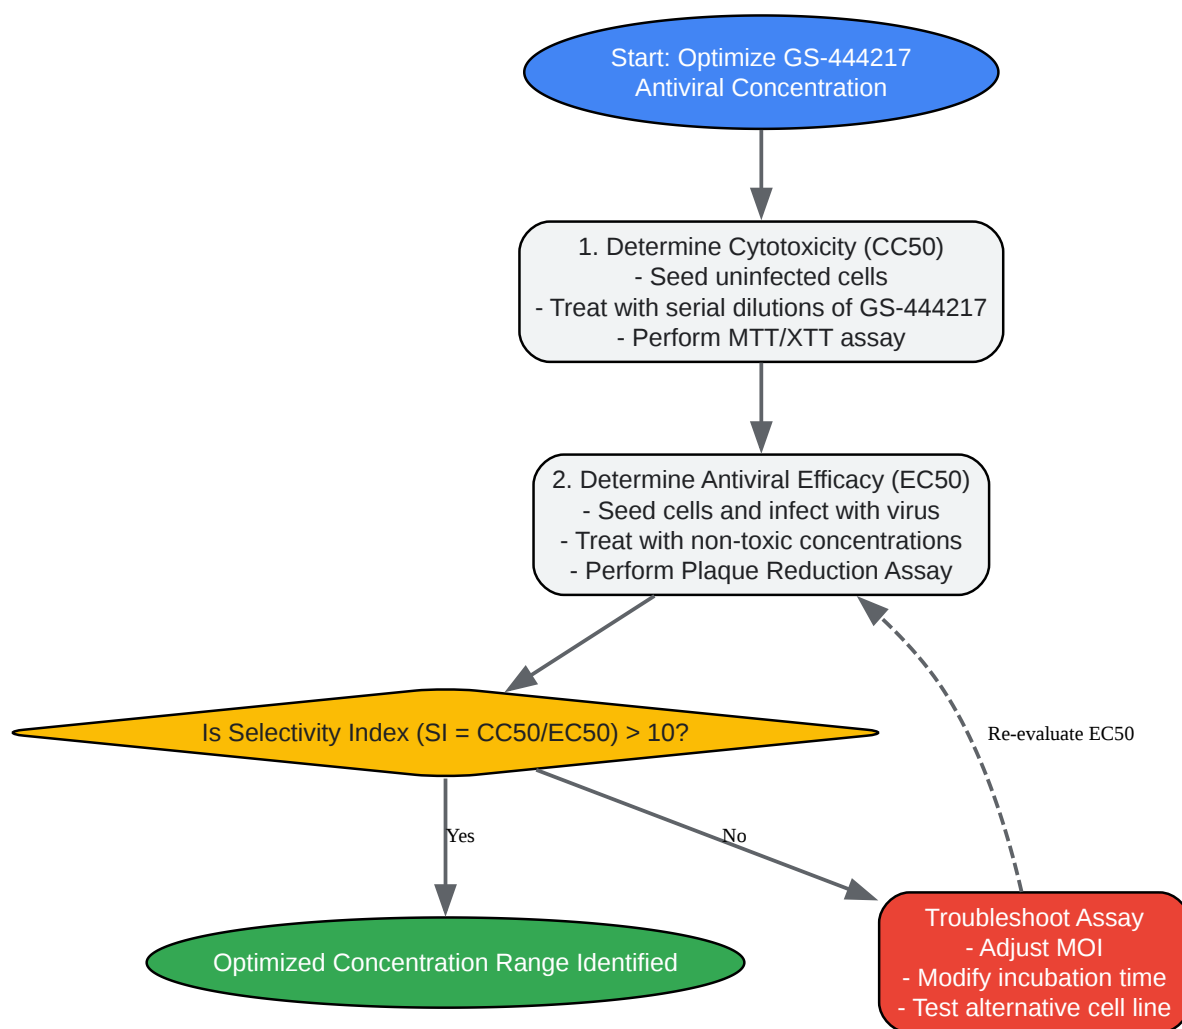 Start: Optimize GS-444217
Antiviral Concentration
1. Determine Cytotoxicity (CC50)
- Seed uninfected cells
- Treat with serial dilutions of GS-444217
- Perform MTT/XTT assay
2. Determine Antiviral Efficacy (EC50)
- Seed cells and infect with virus
- Treat with non-toxic concentrations
- Perform Plaque Reduction Assay
Is Selectivity Index (SI = CC50/EC50) > 10?
Re-evaluate EC50
Yes
No
Optimized Concentration Range Identified
Troubleshoot Assay
- Adjust MOI
- Modify incubation time
- Test alternative cell line